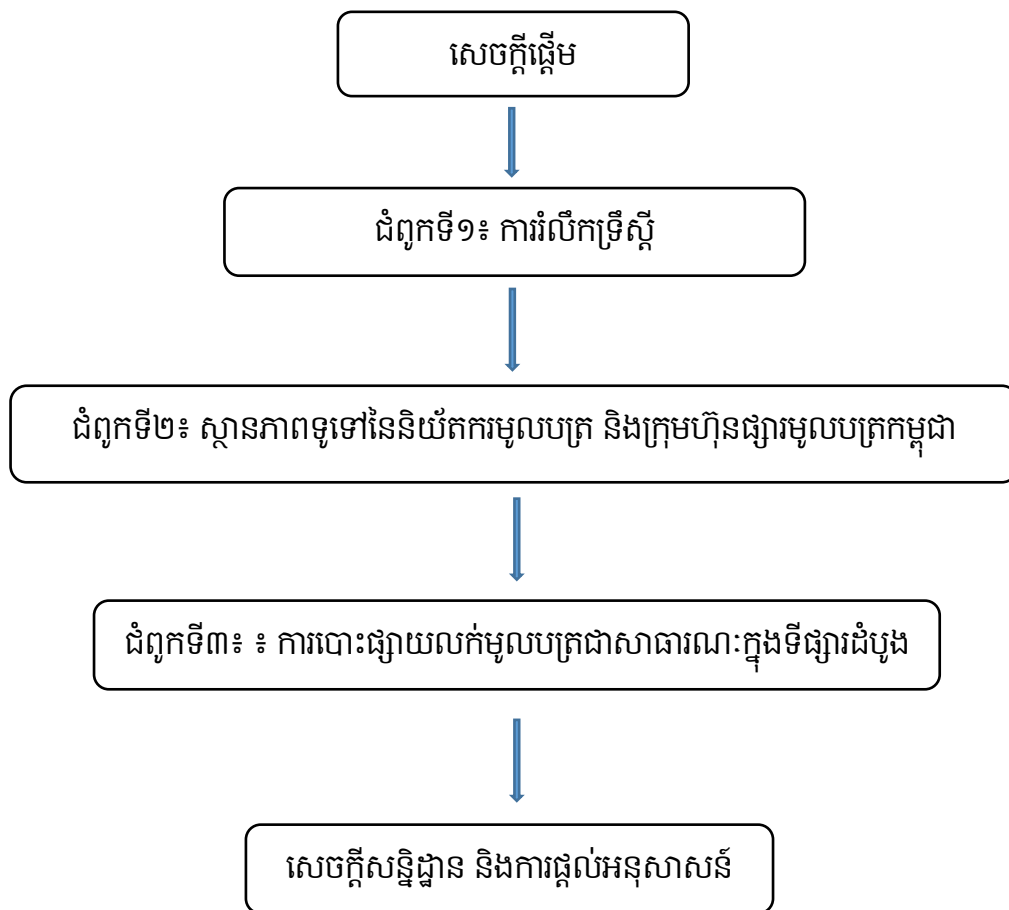 សេចក្តីផ្តើម
ជំពូកទី១៖ ការរំលឹកទ្រឹស្តី
ជំពូកទី២៖ ស្ថានភាពទូទៅនៃនិយ័តករមូលបត្រ និងក្រុមហ៊ុនផ្សារមូលបត្រកម្ពុជា
ជំពូកទី៣៖ ៖ ការបោះផ្សាយលក់មូលបត្រជាសាធារណៈក្នុងទីផ្សារដំបូង
សេចក្តីសន្និដ្ឋាន និងការផ្តល់អនុសាសន៍